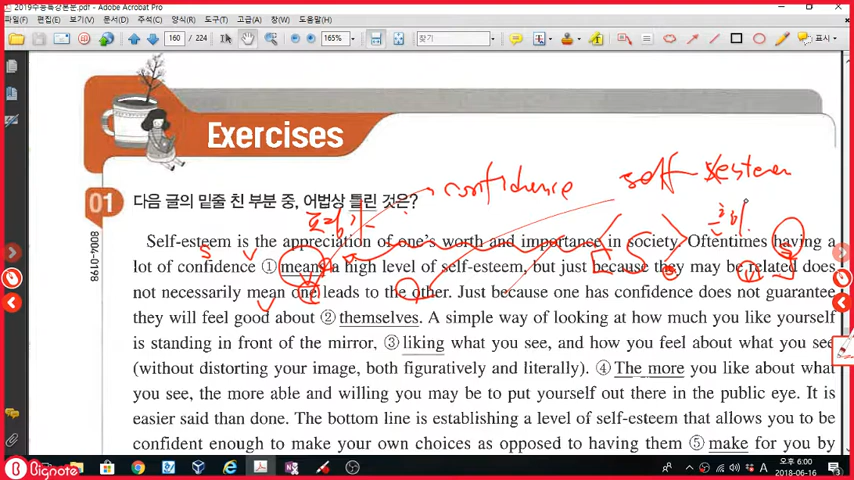 2019수능특강본문.pdf - Adobe Acrobat Pro
파일(F) 편집(E) 보기(V) 문서(D) 주석(C) 양식(R) 도구(T) 고급(A) 창(W) 도움말(H)
160 / 224 165% 찾기 표시
Exercises
confidence self-esteem
01 다음 글의 밑줄 친 부분 중, 어법상 틀린 것은?
8006-0198
Self-esteem is the appreciation of one's worth and importance in society. Oftentimes having a
S V E S
lot of confidence ① means a high level of self-esteem, but just because they may be related does
not necessarily mean one leads to the other. Just because one has confidence does not guarantee
V
they will feel good about ② themselves. A simple way of looking at how much you like yourself
is standing in front of the mirror, ③ liking what you see, and how you feel about what you see
(without distorting your image, both figuratively and literally). ④ The more you like about what
you see, the more able and willing you may be to put yourself out there in the public eye. It is
easier said than done. The bottom line is establishing a level of self-esteem that allows you to be
confident enough to make your own choices as opposed to having them ⑤ make for you by
Bignote
A 오후 6:00
2018-06-16